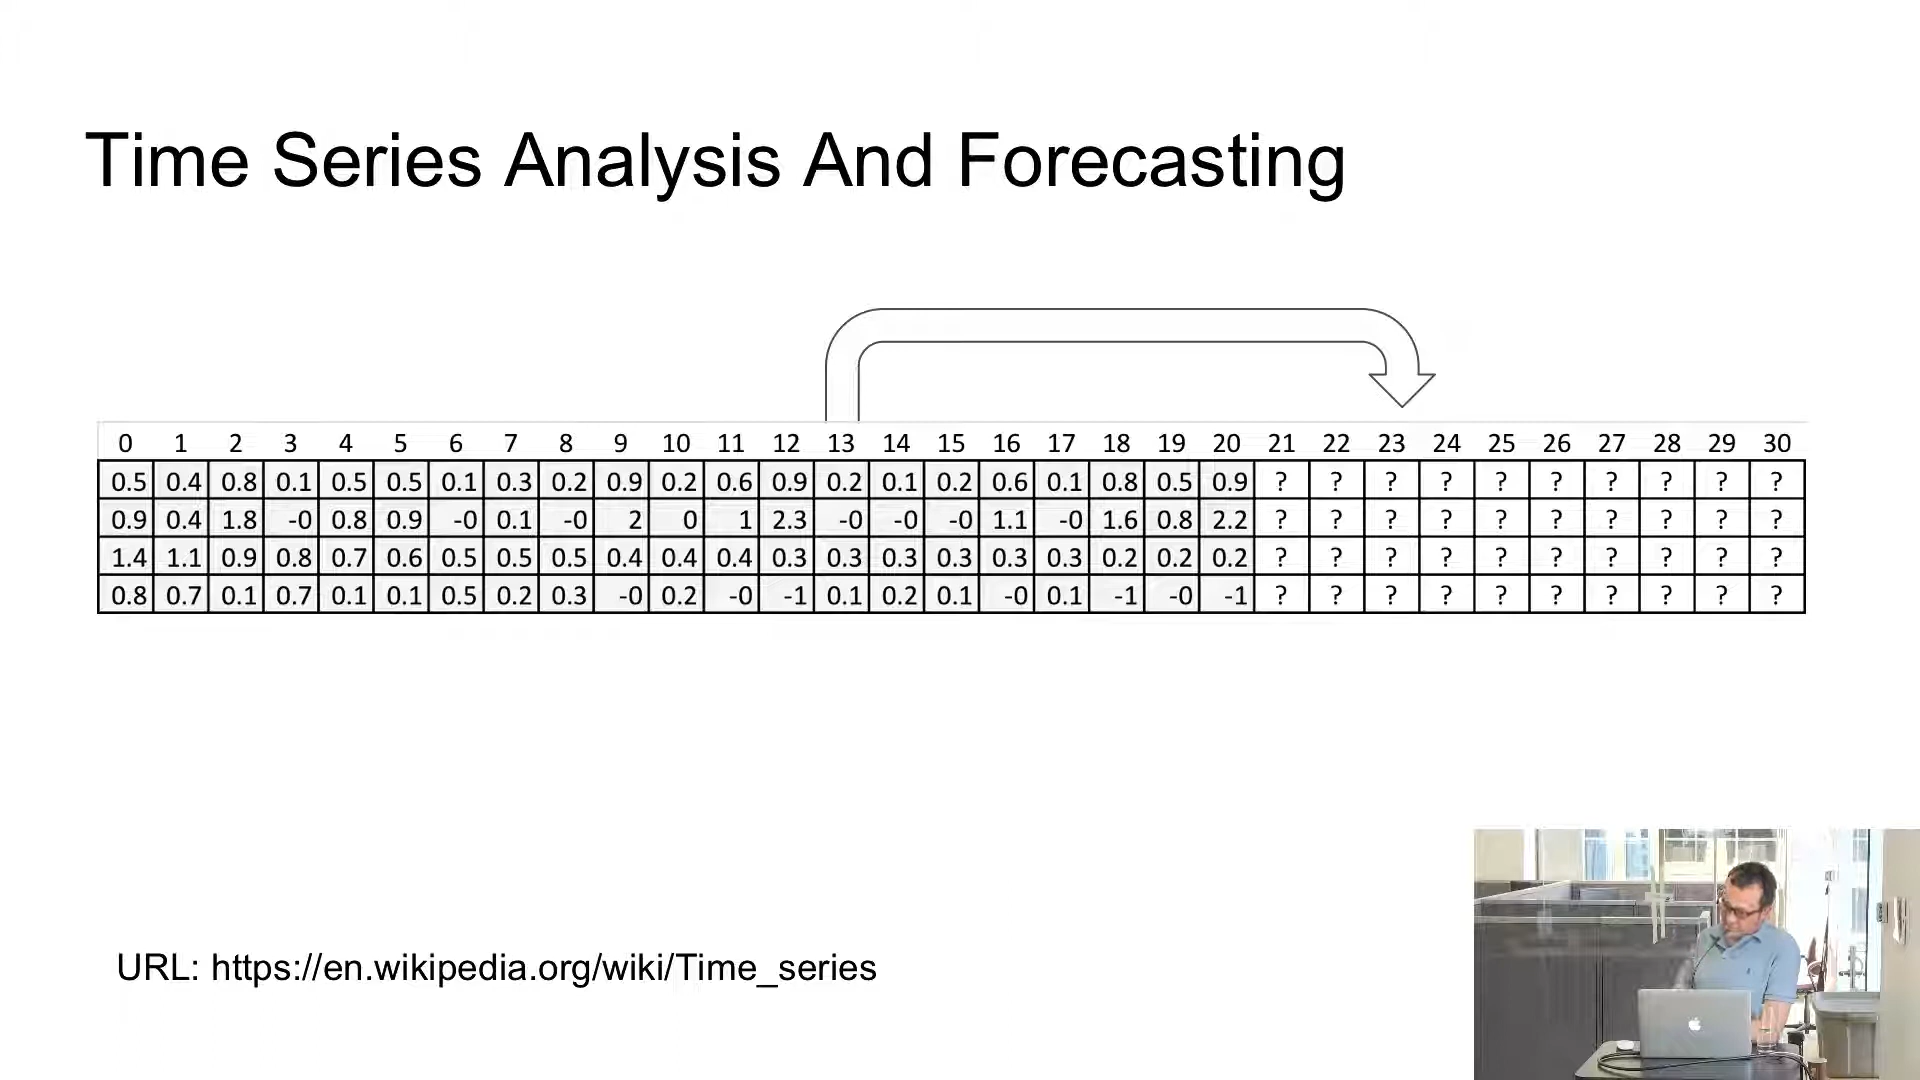 Time Series Analysis And Forecasting
0 1 2 3 4 5 6 7 8 9 10 11 12 13 14 15 16 17 18 19 20 21 22 23 24 25 26 27 28 29 30
0.5 0.4 0.8 0.1 0.5 0.5 0.1 0.3 0.2 0.9 0.2 0.6 0.9 0.2 0.1 0.2 0.6 0.1 0.8 0.5 0.9 ? ? ? ? ? ? ? ? ? ?
0.9 0.4 1.8 -0 0.8 0.9 -0 0.1 -0 2 0 1 2.3 -0 -0 -0 1.1 -0 1.6 0.8 2.2 ? ? ? ? ? ? ? ? ? ?
1.4 1.1 0.9 0.8 0.7 0.6 0.5 0.5 0.5 0.4 0.4 0.4 0.3 0.3 0.3 0.3 0.3 0.3 0.2 0.2 0.2 ? ? ? ? ? ? ? ? ? ?
0.8 0.7 0.1 0.7 0.1 0.1 0.5 0.2 0.3 -0 0.2 -0 -1 0.1 0.2 0.1 -0 0.1 -1 -0 -1 ? ? ? ? ? ? ? ? ? ?
URL: https://en.wikipedia.org/wiki/Time_series